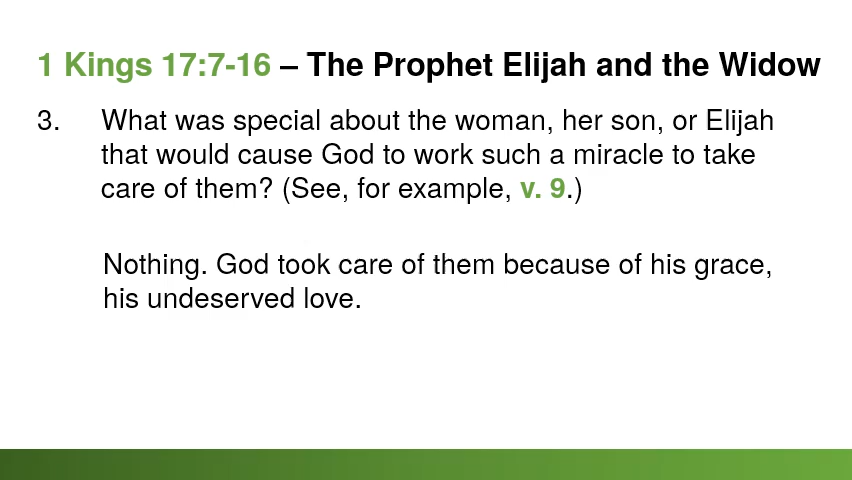 1 Kings 17:7-16 – The Prophet Elijah and the Widow
3. What was special about the woman, her son, or Elijah
that would cause God to work such a miracle to take
care of them? (See, for example, v. 9.)
Nothing. God took care of them because of his grace,
his undeserved love.